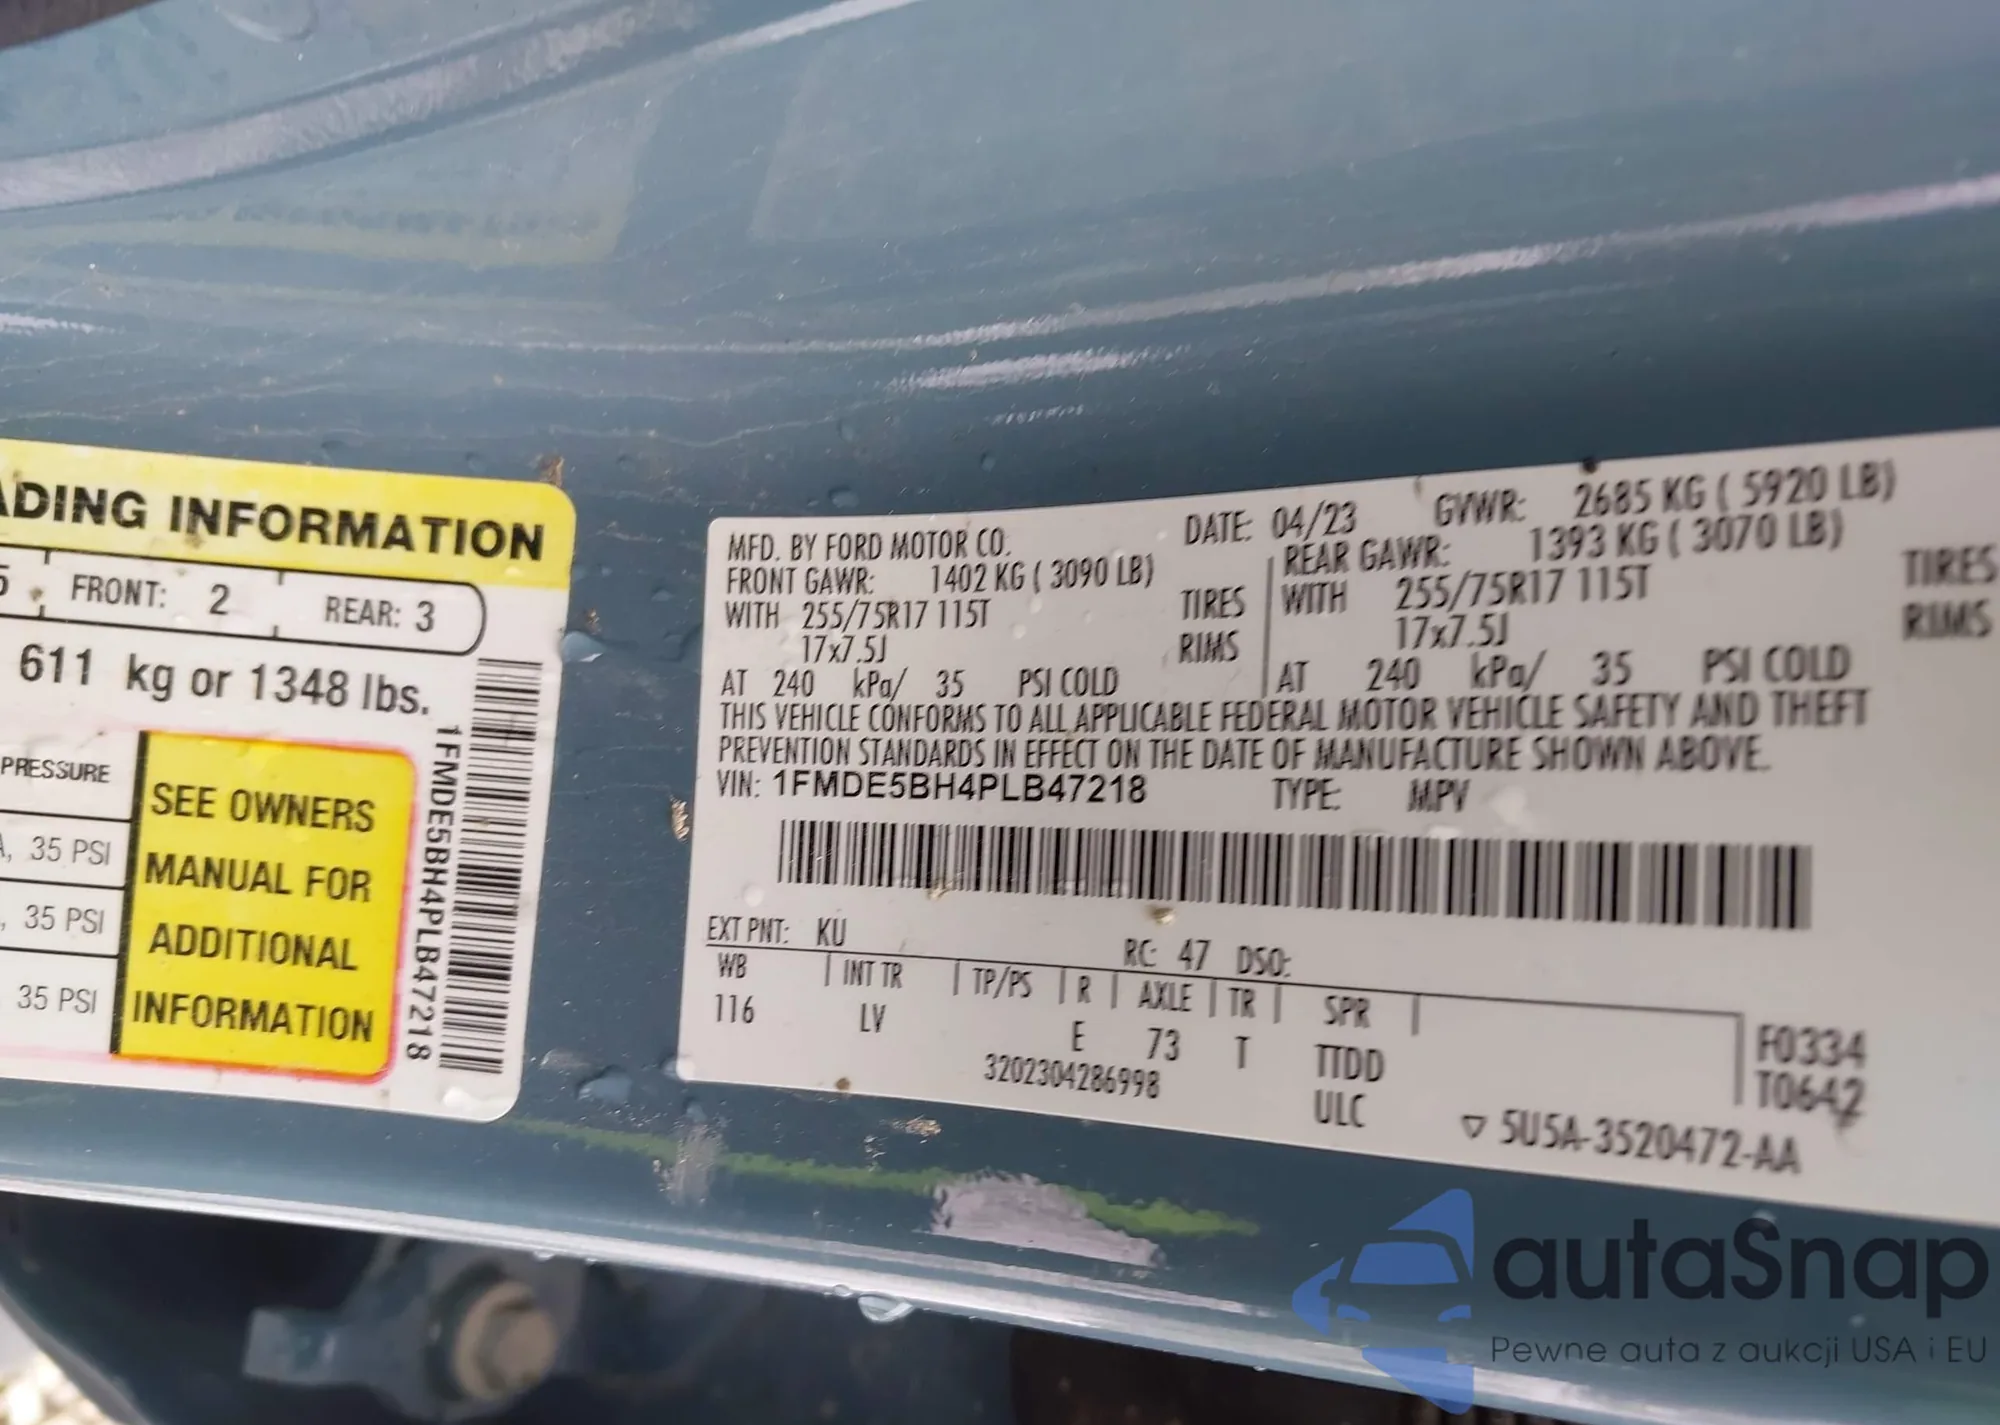 ADING INFORMATION
5 FRONT: 2 REAR: 3
611 kg or 1348 lbs.
PRESSURE
, 35 PSI
, 35 PSI
35 PSI
SEE OWNERS
MANUAL FOR
ADDITIONAL
INFORMATION
1FMDE5BH4PLB47218
MFD. BY FORD MOTOR CO. DATE: 04/23 GVWR: 2685 KG ( 5920 LB)
FRONT GAWR: 1402 KG ( 3090 LB) REAR GAWR: 1393 KG ( 3070 LB)
WITH 255/75R17 115T TIRES WITH 255/75R17 115T TIRES
17x7.5J RIMS 17x7.5J RIMS
AT 240 kPa/ 35 PSI COLD AT 240 kPa/ 35 PSI COLD
THIS VEHICLE CONFORMS TO ALL APPLICABLE FEDERAL MOTOR VEHICLE SAFETY AND THEFT
PREVENTION STANDARDS IN EFFECT ON THE DATE OF MANUFACTURE SHOWN ABOVE.
VIN: 1FMDE5BH4PLB47218 TYPE: MPV
EXT PNT: KU RC: 47 DSO:
WB INT TR TP/PS R AXLE TR SPR
116 LV E 73 T TTDD F0334
3202304286998 ULC T0642
5U5A-3520472-AA
autaSnap
Pewne auta z aukcji USA i EU